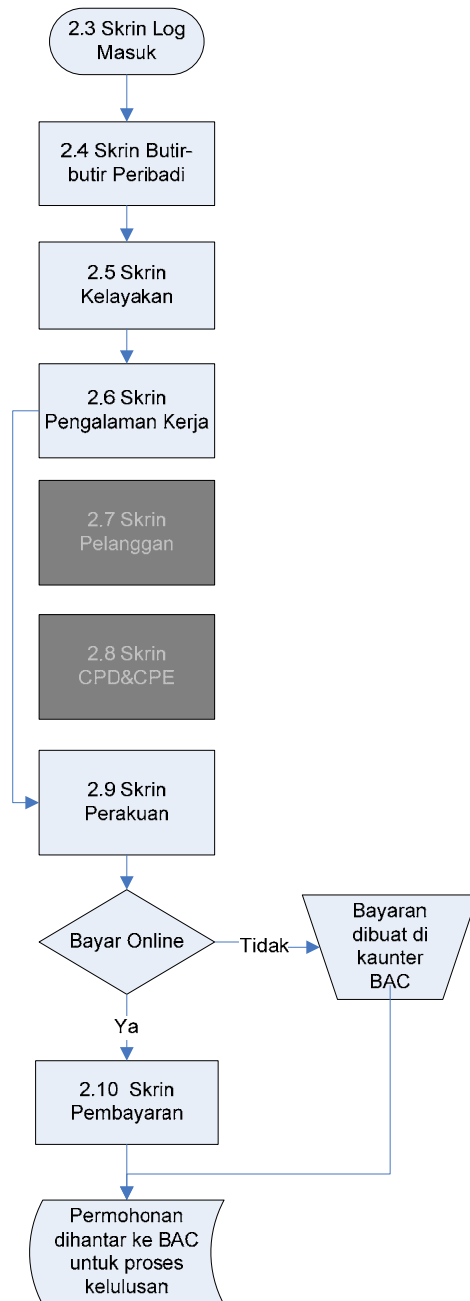 2.3 Skrin Log
Masuk
2.4 Skrin Butir-
butir Peribadi
2.5 Skrin
Kelayakan
2.6 Skrin
Pengalaman Kerja
2.7 Skrin
Pelanggan
2.8 Skrin
CPD&CPE
2.9 Skrin
Perakuan
Bayar Online
Tidak
Bayaran
dibuat di
kaunter
BAC
Ya
2.10 Skrin
Pembayaran
Permohonan
dihantar ke BAC
untuk proses
kelulusan